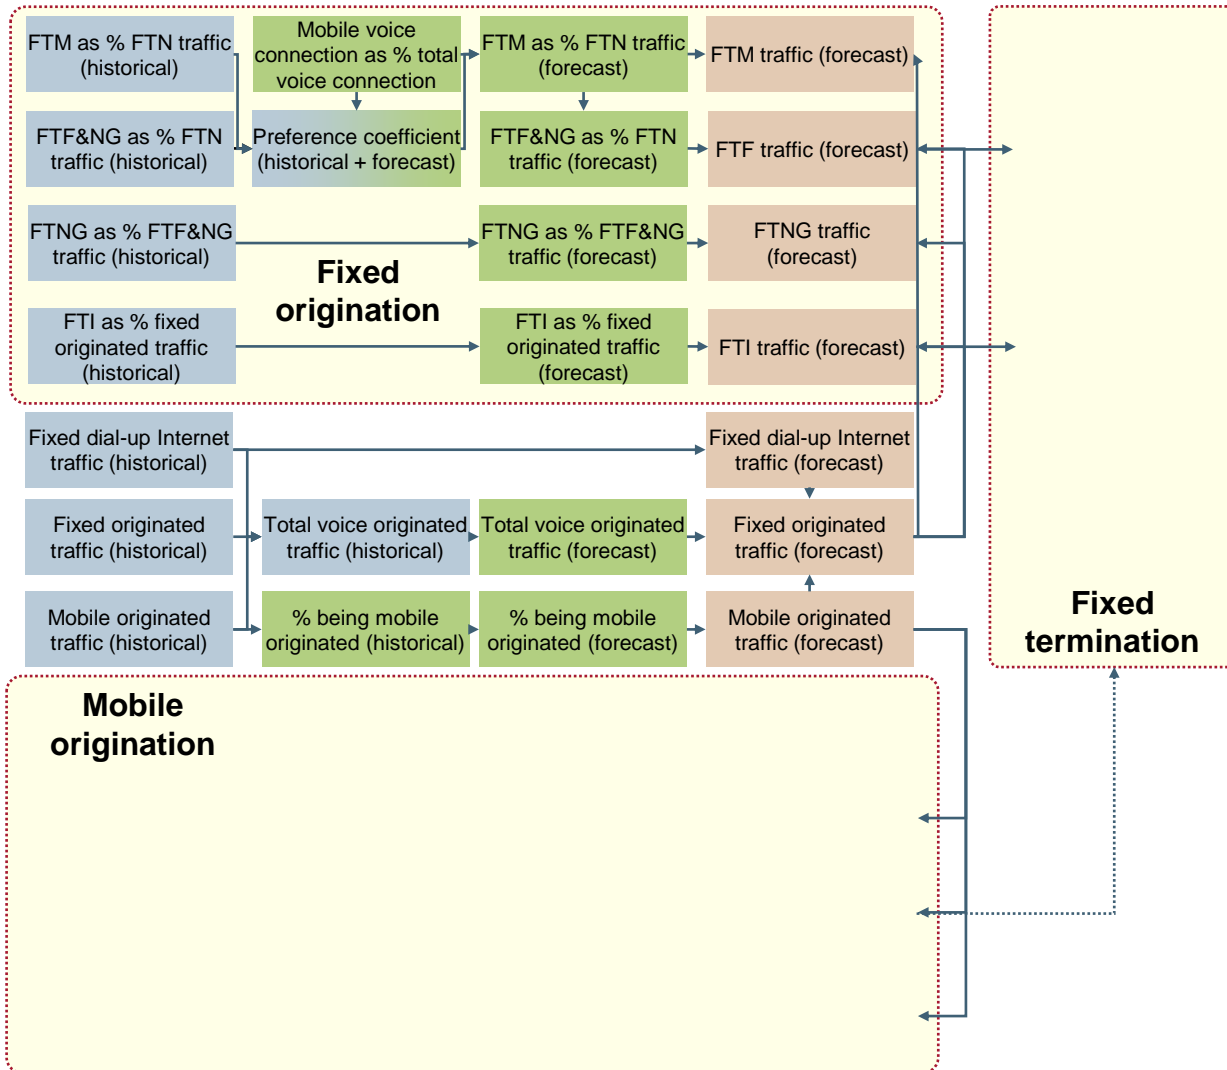 FTM as % FTN traffic
(historical)
Mobile voice
connection as % total
voice connection
FTM as % FTN traffic
(forecast)
FTM traffic (forecast)
FTF&NG as % FTN
traffic (historical)
Preference coefficient
(historical + forecast)
FTF&NG as % FTN
traffic (forecast)
FTF traffic (forecast)
FTNG as % FTF&NG
traffic (historical)
FTNG as % FTF&NG
traffic (forecast)
FTNG traffic
(forecast)
Fixed
origination
FTI as % fixed
originated traffic
(historical)
FTI as % fixed
originated traffic
(forecast)
FTI traffic (forecast)
Fixed dial-up Internet
traffic (historical)
Fixed dial-up Internet
traffic (forecast)
Fixed originated
traffic (historical)
Total voice originated
traffic (historical)
Total voice originated
traffic (forecast)
Fixed originated
traffic (forecast)
Mobile originated
traffic (historical)
% being mobile
originated (historical)
% being mobile
originated (forecast)
Mobile originated
traffic (forecast)
Fixed
termination
Mobile
origination